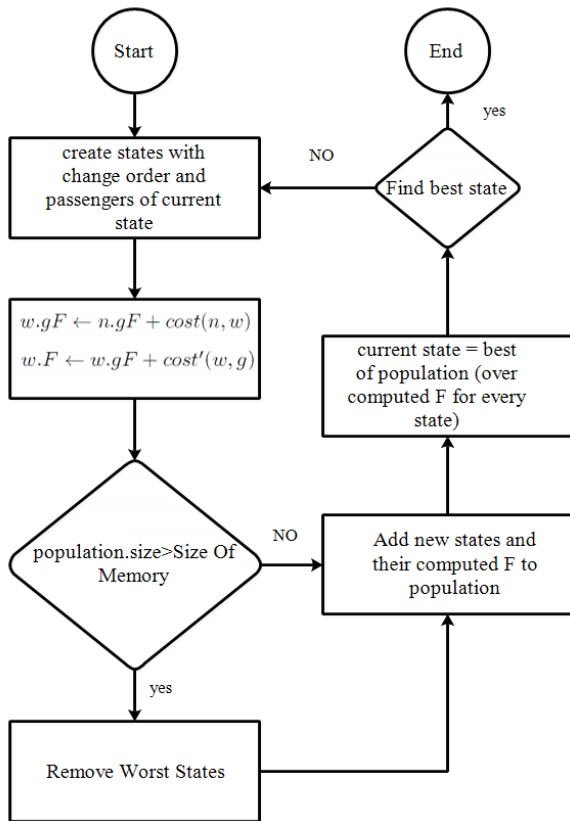 Start
create states with
change order and
passengers of current
state
w.gF ← n.gF + cost(n, w)
w.F ← w.gF + cost′(w, g)
population.size>Size Of
Memory
yes
Remove Worst States
NO
Add new states and
their computed F to
population
current state = best
of population (over
computed F for every
state)
Find best state
NO
yes
End